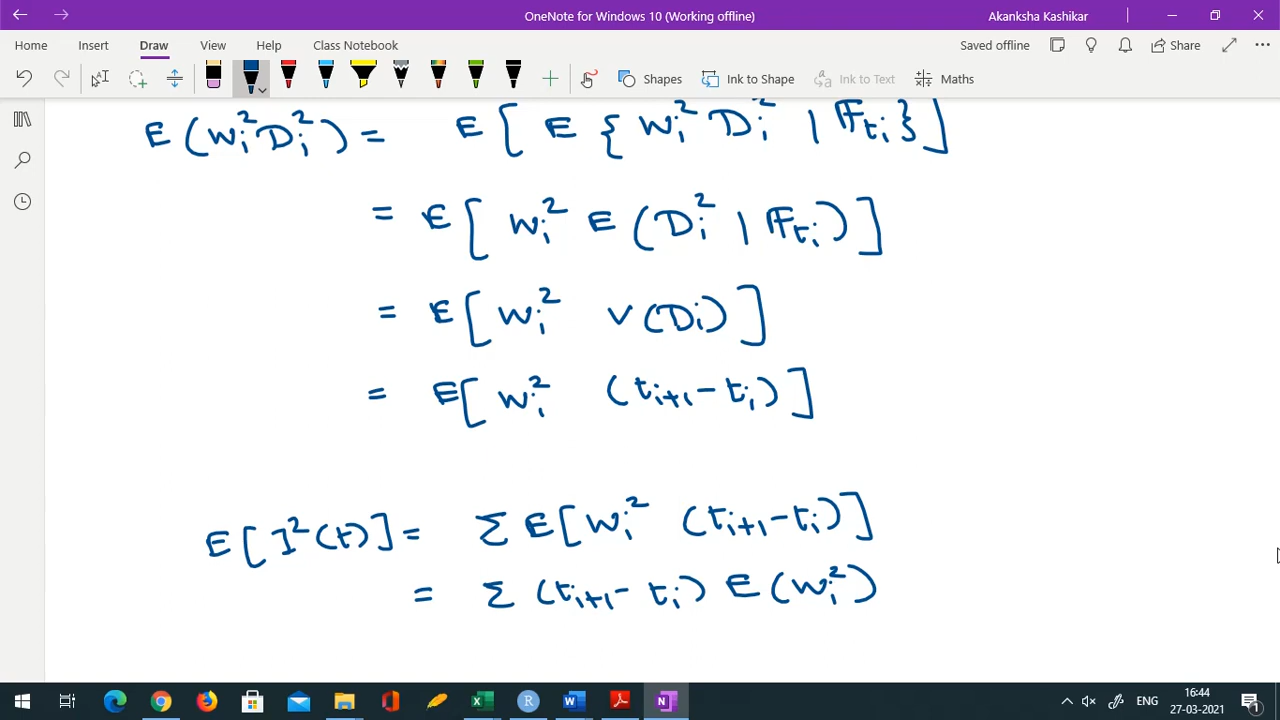 OneNote for Windows 10 (Working offline)
Akanksha Kashikar
Home Insert Draw View Help Class Notebook
Saved offline
Share
Shapes
Ink to Shape
Ink to Text
Maths
E(Wi²Di²) = E[E{Wi²Di² | Fti}]
= E[Wi² E(Di² | Fti)]
= E[Wi² V(Di)]
= E[Wi² (ti+1 - ti)]
E[I²(t)] = Σ E[Wi² (ti+1 - ti)]
= Σ (ti+1 - ti) E(Wi²)
ENG
16:44
27-03-2021